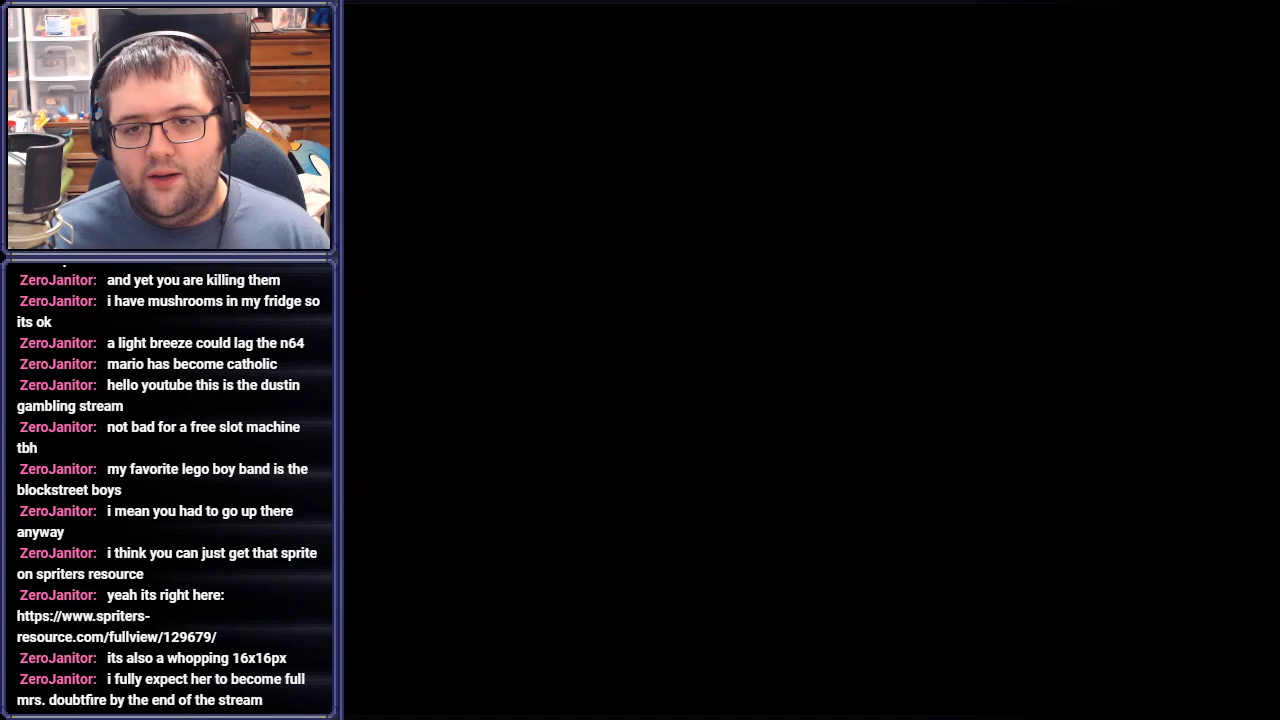 ZeroJanitor: and yet you are killing them
ZeroJanitor: i have mushrooms in my fridge so
its ok
ZeroJanitor: a light breeze could lag the n64
ZeroJanitor: mario has become catholic
ZeroJanitor: hello youtube this is the dustin
gambling stream
ZeroJanitor: not bad for a free slot machine
tbh
ZeroJanitor: my favorite lego boy band is the
blockstreet boys
ZeroJanitor: i mean you had to go up there
anyway
ZeroJanitor: i think you can just get that sprite
on spriters resource
ZeroJanitor: yeah its right here:
https://www.spriters-
resource.com/fullview/129679/
ZeroJanitor: its also a whopping 16x16px
ZeroJanitor: i fully expect her to become full
mrs. doubtfire by the end of the stream